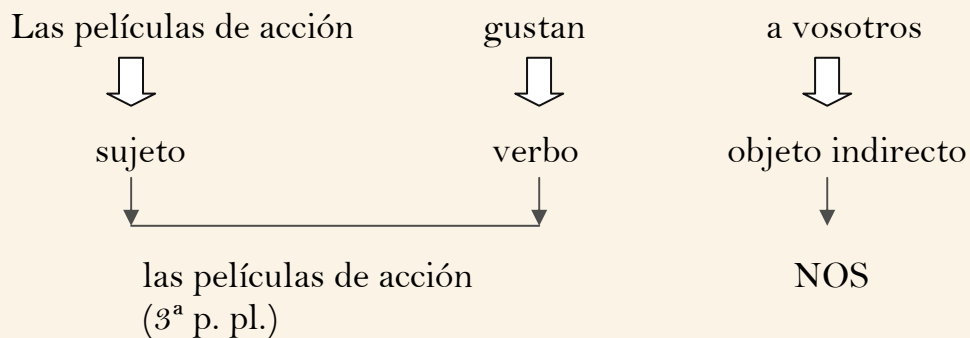 Las películas de acción gustan a vosotros
sujeto verbo objeto indirecto
las películas de acción NOS
(3ª p. pl.)